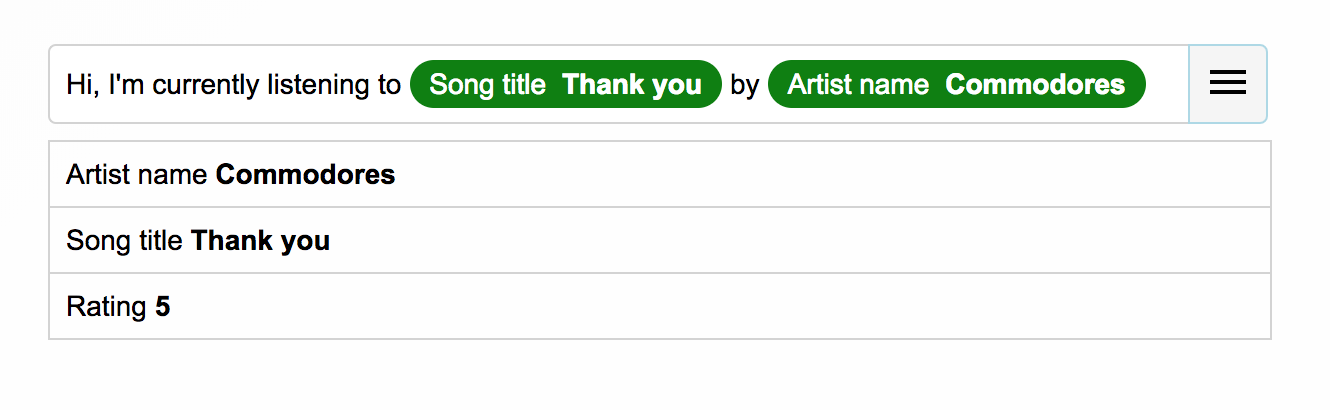 Hi, I'm currently listening to Song title Thank you by Artist name Commodores
Artist name Commodores
Song title Thank you
Rating 5